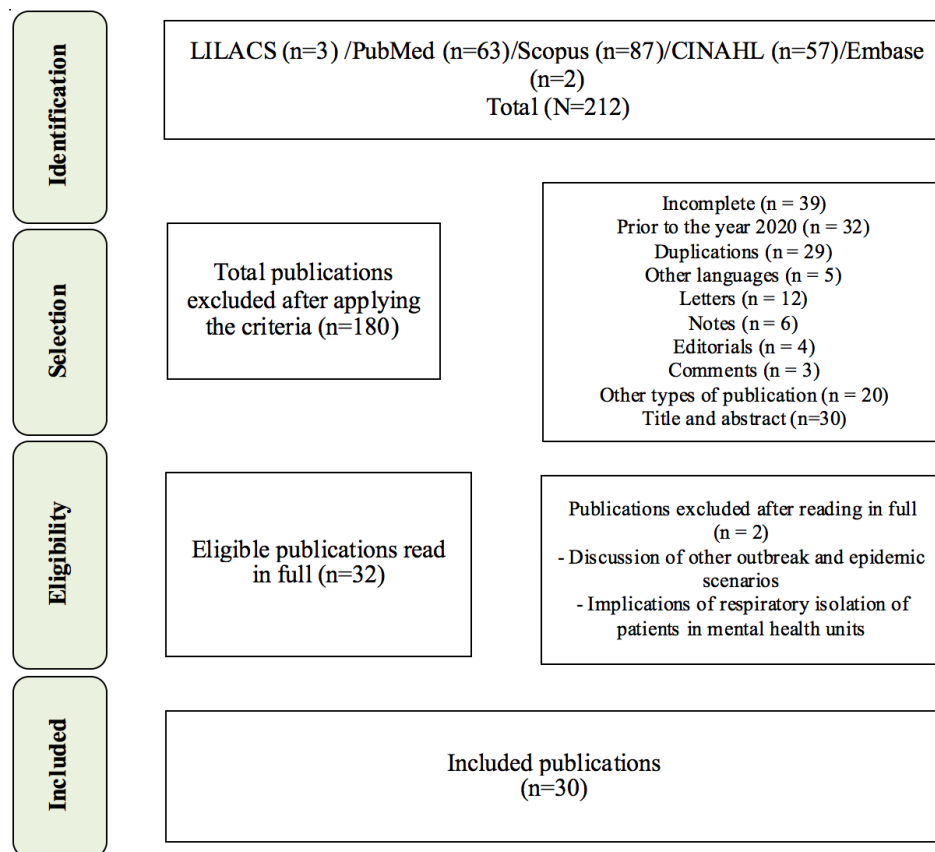 Identification
LILACS (n=3) /PubMed (n=63)/Scopus (n=87)/CINAHL (n=57)/Embase
(n=2)
Total (N=212)
Selection
Total publications
excluded after applying
the criteria (n=180)
Incomplete (n = 39)
Prior to the year 2020 (n = 32)
Duplications (n = 29)
Other languages (n = 5)
Letters (n = 12)
Notes (n = 6)
Editorials (n = 4)
Comments (n = 3)
Other types of publication (n = 20)
Title and abstract (n=30)
Eligibility
Eligible publications read
in full (n=32)
Publications excluded after reading in full
(n = 2)
- Discussion of other outbreak and epidemic
scenarios
- Implications of respiratory isolation of
patients in mental health units
Included
Included publications
(n=30)